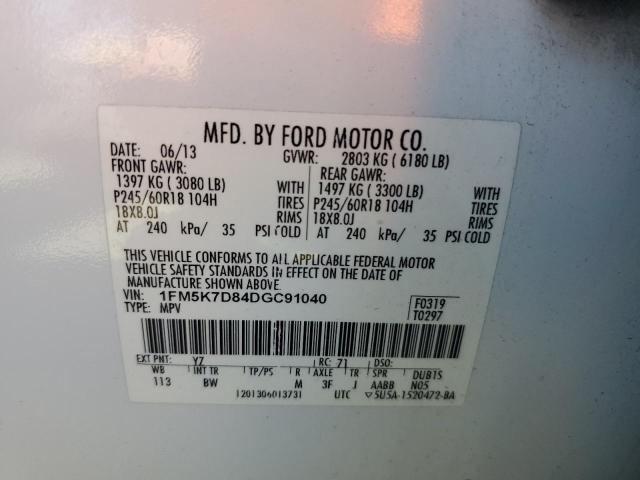 MFD. BY FORD MOTOR CO.
DATE: 06/13 GVWR: 2803 KG ( 6180 LB)
FRONT GAWR: REAR GAWR:
1397 KG ( 3080 LB) WITH 1497 KG ( 3300 LB) WITH
P245/60R18 104H TIRES P245/60R18 104H TIRES
18X8.0J RIMS 18X8.0J RIMS
AT 240 kPa/ 35 PSI COLD AT 240 kPa/ 35 PSI COLD
THIS VEHICLE CONFORMS TO ALL APPLICABLE FEDERAL MOTOR
VEHICLE SAFETY STANDARDS IN EFFECT ON THE DATE OF
MANUFACTURE SHOWN ABOVE.
VIN: 1FM5K7D84DGC91040 F0319
TYPE: MPV T0297
EXT PNT: Y7 RC: 71 DSO:
WB INT TR TP/PS R AXLE TR SPR DUB1S
113 BW M 3F J AABB N05
1201306013731 UTC ▽5U5A-1520472-BA